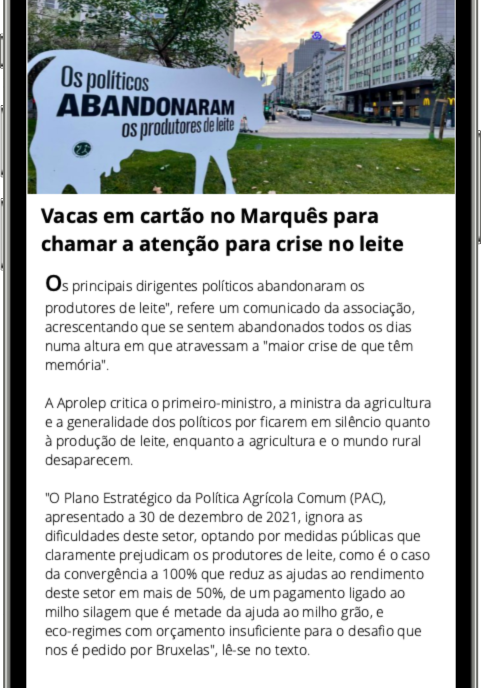 Os políticos
ABANDONARAM
os produtores de leite
Vacas em cartão no Marquês para
chamar a atenção para crise no leite
Os principais dirigentes políticos abandonaram os
produtores de leite", refere um comunicado da associação,
acrescentando que se sentem abandonados todos os dias
numa altura em que atravessam a "maior crise de que têm
memória".
A Aprolep critica o primeiro-ministro, a ministra da agricultura
e a generalidade dos políticos por ficarem em silêncio quanto
à produção de leite, enquanto a agricultura e o mundo rural
desaparecem.
"O Plano Estratégico da Política Agrícola Comum (PAC),
apresentado a 30 de dezembro de 2021, ignora as
dificuldades deste setor, optando por medidas públicas que
claramente prejudicam os produtores de leite, como é o caso
da convergência a 100% que reduz as ajudas ao rendimento
deste setor em mais de 50%, de um pagamento ligado ao
milho silagem que é metade da ajuda ao milho grão, e
eco-regimes com orçamento insuficiente para o desafio que
nos é pedido por Bruxelas", lê-se no texto.